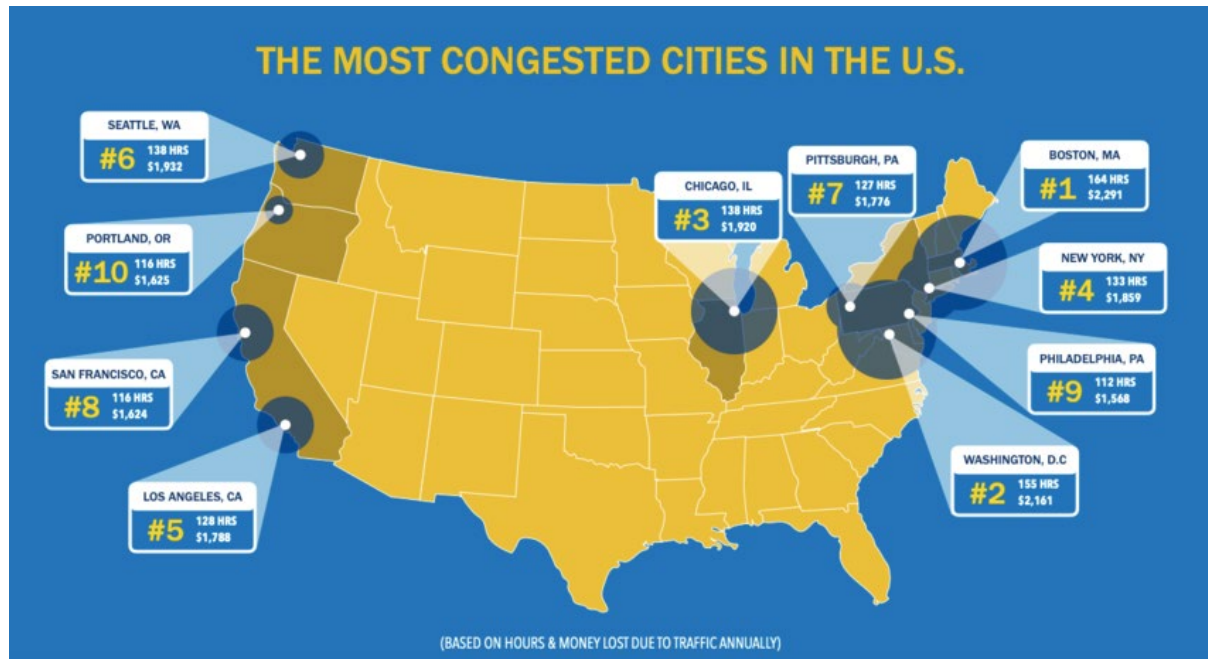 THE MOST CONGESTED CITIES IN THE U.S.
SEATTLE, WA
#6
138 HRS
$1,932
PORTLAND, OR
#10
116 HRS
$1,625
SAN FRANCISCO, CA
#8
116 HRS
$1,624
LOS ANGELES, CA
#5
128 HRS
$1,788
CHICAGO, IL
#3
138 HRS
$1,920
PITTSBURGH, PA
#7
127 HRS
$1,776
BOSTON, MA
#1
164 HRS
$2,291
NEW YORK, NY
#4
133 HRS
$1,859
PHILADELPHIA, PA
#9
112 HRS
$1,568
WASHINGTON, D.C
#2
155 HRS
$2,161
(BASED ON HOURS & MONEY LOST DUE TO TRAFFIC ANNUALLY)